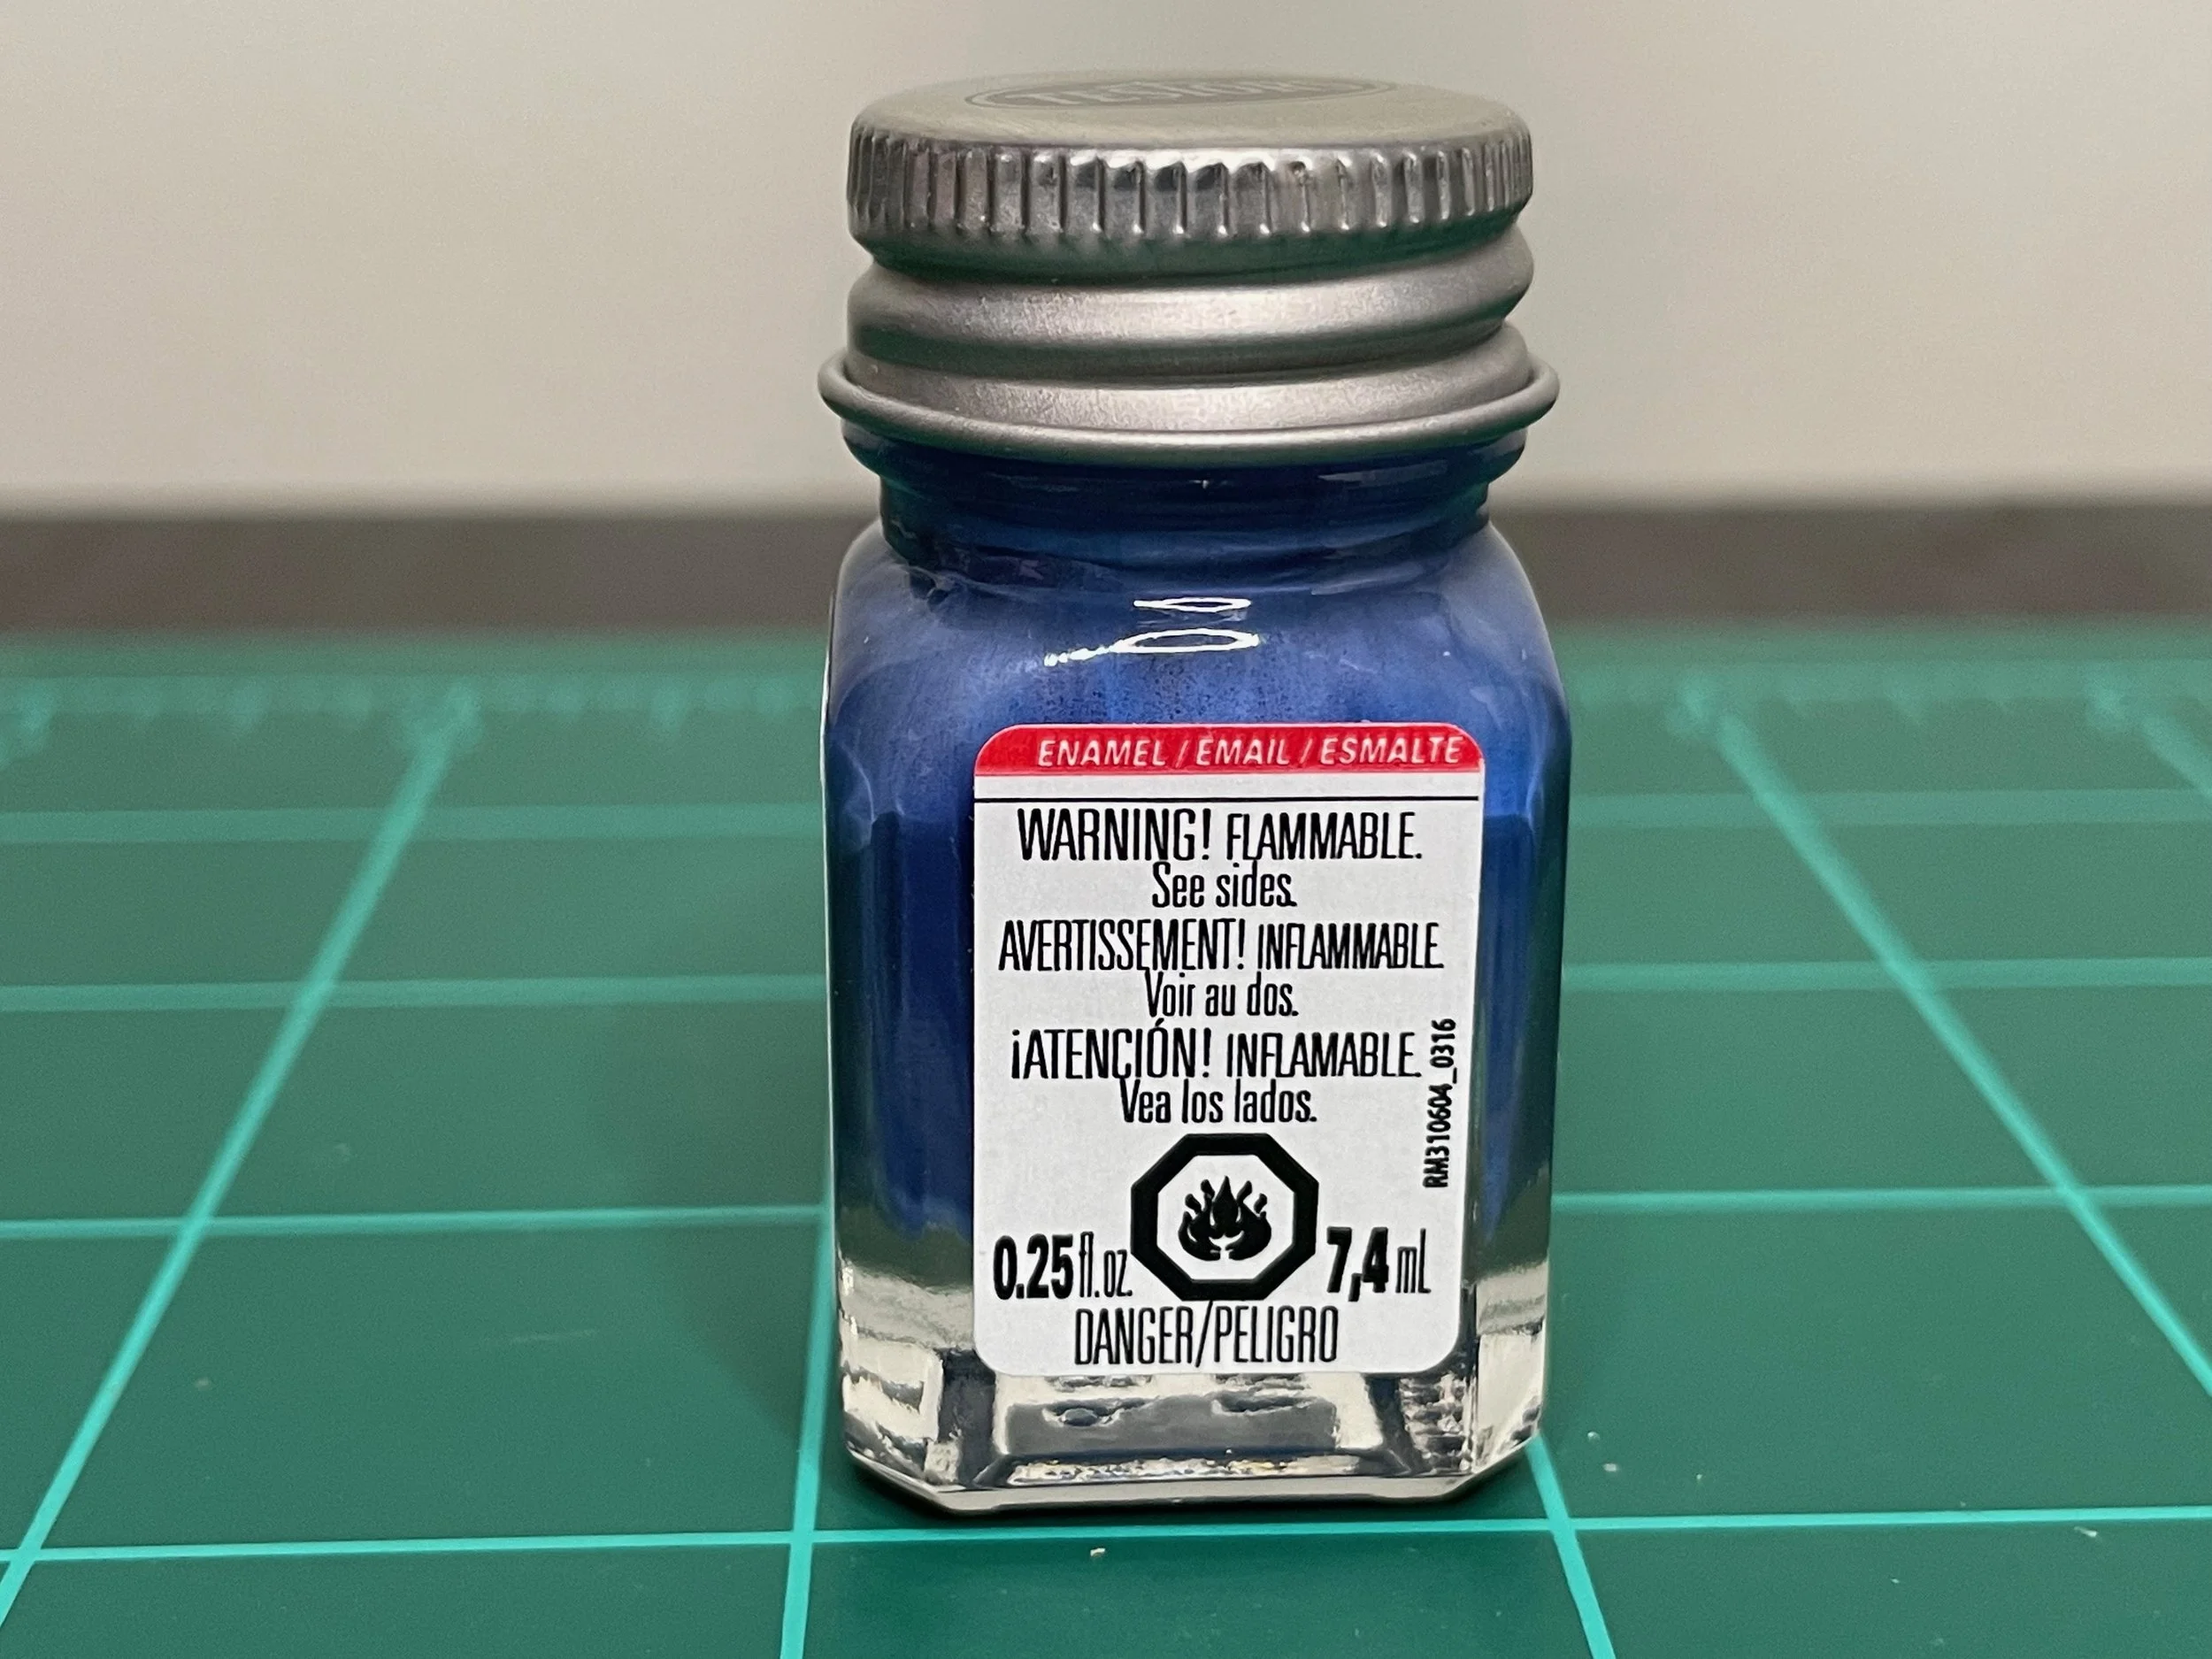 Testors
ENAMEL / EMAIL / ESMALTE
WARNING! FLAMMABLE.
See sides.
AVERTISSEMENT! INFLAMMABLE.
Voir au dos.
¡ATENCIÓN! INFLAMABLE.
Vea los lados.
RM310604_0316
0.25 fl. oz. 7,4 mL
DANGER/PELIGRO